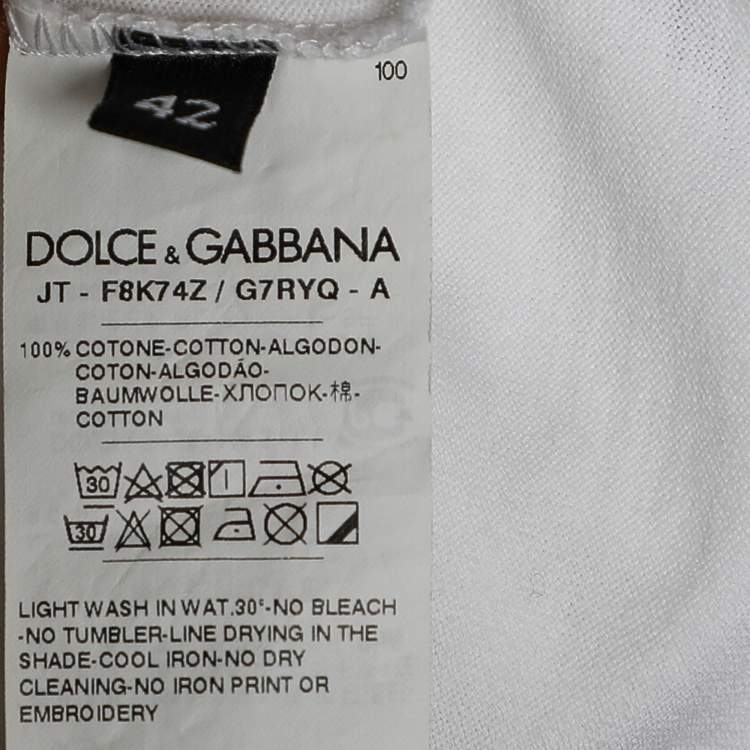 100
42
DOLCE & GABBANA
JT - F8K74Z / G7RYQ - A
100% COTONE-COTTON-ALGODON-
COTON-ALGODÃO-
BAUMWOLLE-ХЛОПОК-棉-
COTTON
30
30
LIGHT WASH IN WAT.30°-NO BLEACH
-NO TUMBLER-LINE DRYING IN THE
SHADE-COOL IRON-NO DRY
CLEANING-NO IRON PRINT OR
EMBROIDERY